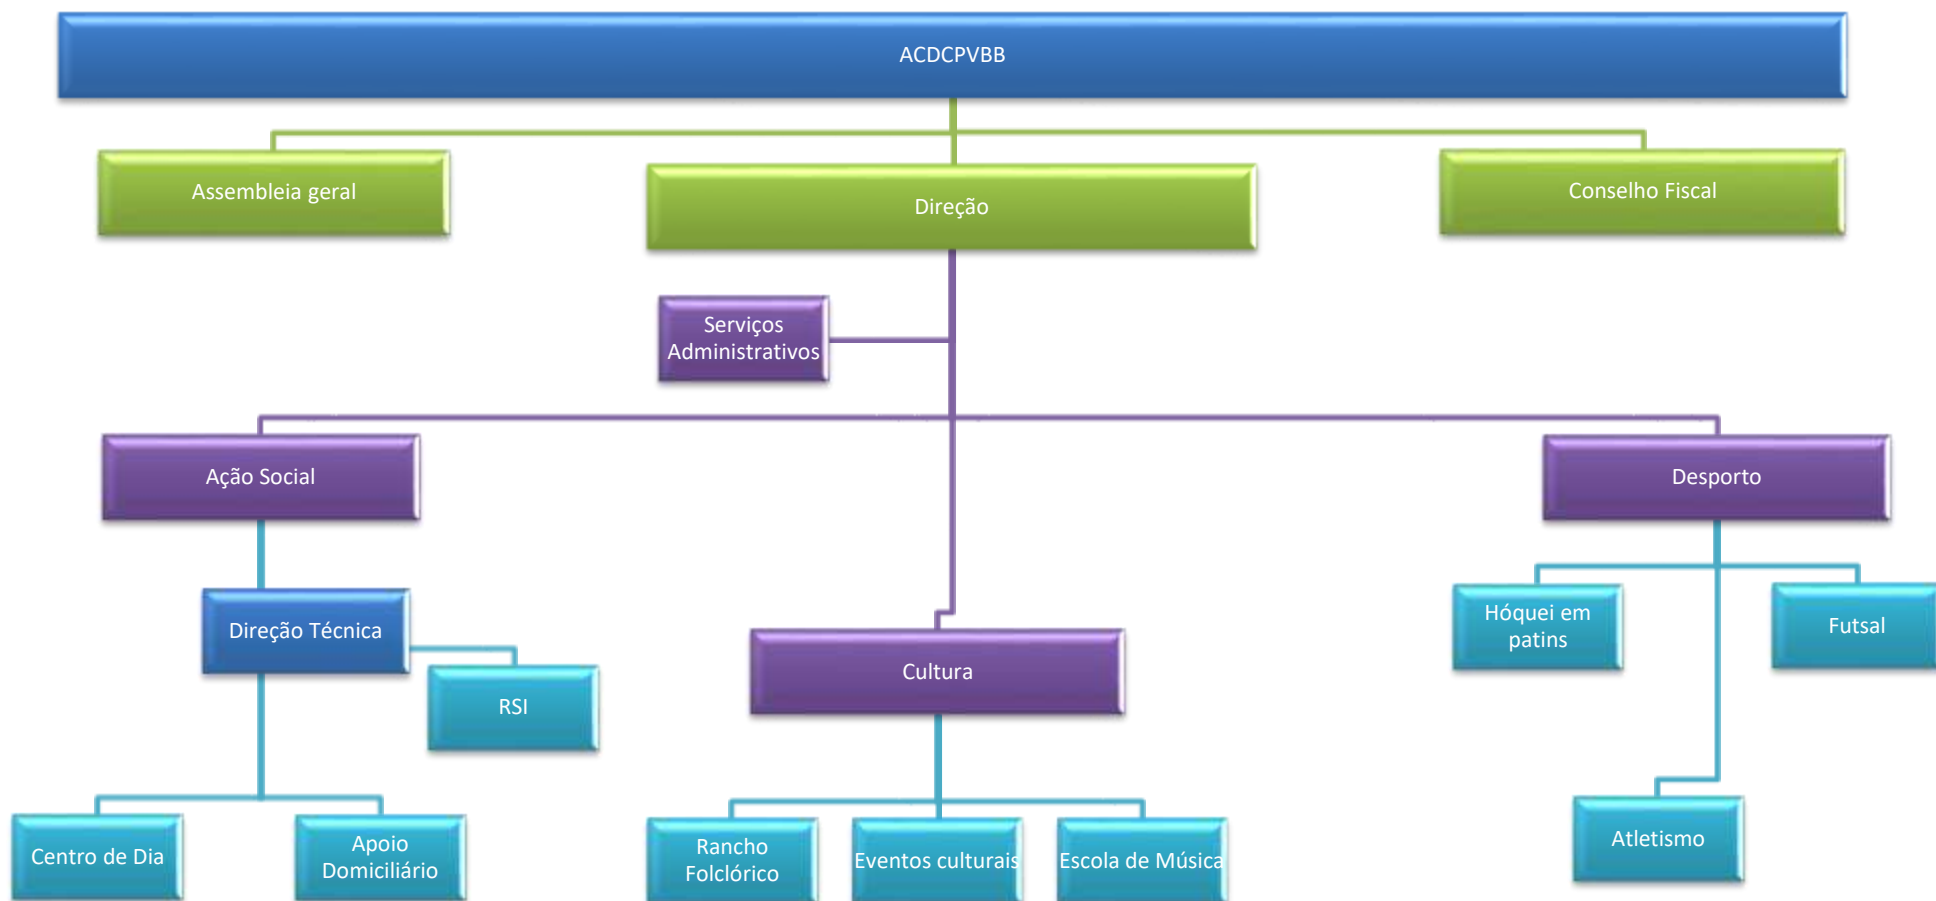 ACDCPVBB
Assembleia geral
Direção
Conselho Fiscal
Serviços
Administrativos
Ação Social
Desporto
Direção Técnica
RSI
Cultura
Hóquei em
patins
Futsal
Centro de Dia
Apoio
Domiciliário
Rancho
Folclórico
Eventos culturais
Escola de Música
Atletismo